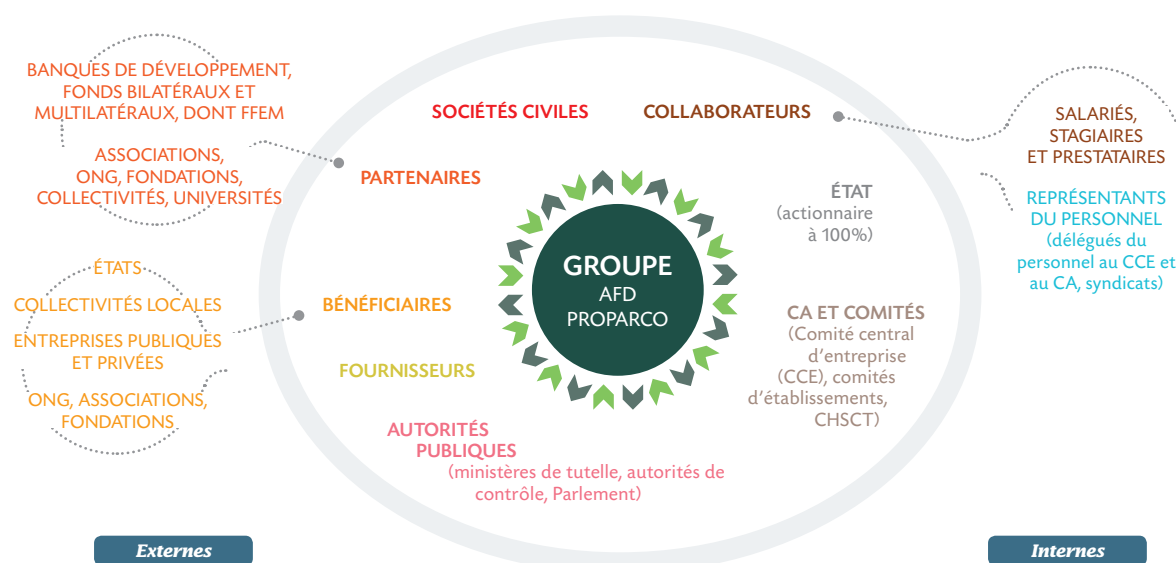 BANQUES DE DÉVELOPPEMENT,
FONDS BILATÉRAUX ET
MULTILATÉRAUX, DONT FFEM
ASSOCIATIONS,
ONG, FONDATIONS,
COLLECTIVITÉS, UNIVERSITÉS
ÉTATS
COLLECTIVITÉS LOCALES
ENTREPRISES PUBLIQUES
ET PRIVÉES
ONG, ASSOCIATIONS,
FONDATIONS
SOCIÉTÉS CIVILES
PARTENAIRES
BÉNÉFICIAIRES
FOURNISSEURS
AUTORITÉS
PUBLIQUES
(ministères de tutelle, autorités de
contrôle, Parlement)
GROUPE
AFD
PROPARCO
COLLABORATEURS
ÉTAT
(actionnaire
à 100%)
CA ET COMITÉS
(Comité central
d'entreprise
(CCE), comités
d'établissements,
CHSCT)
SALARIÉS,
STAGIAIRES
ET PRESTATAIRES
REPRÉSENTANTS
DU PERSONNEL
(délégués du
personnel au CCE et
au CA, syndicats)
Externes
Internes